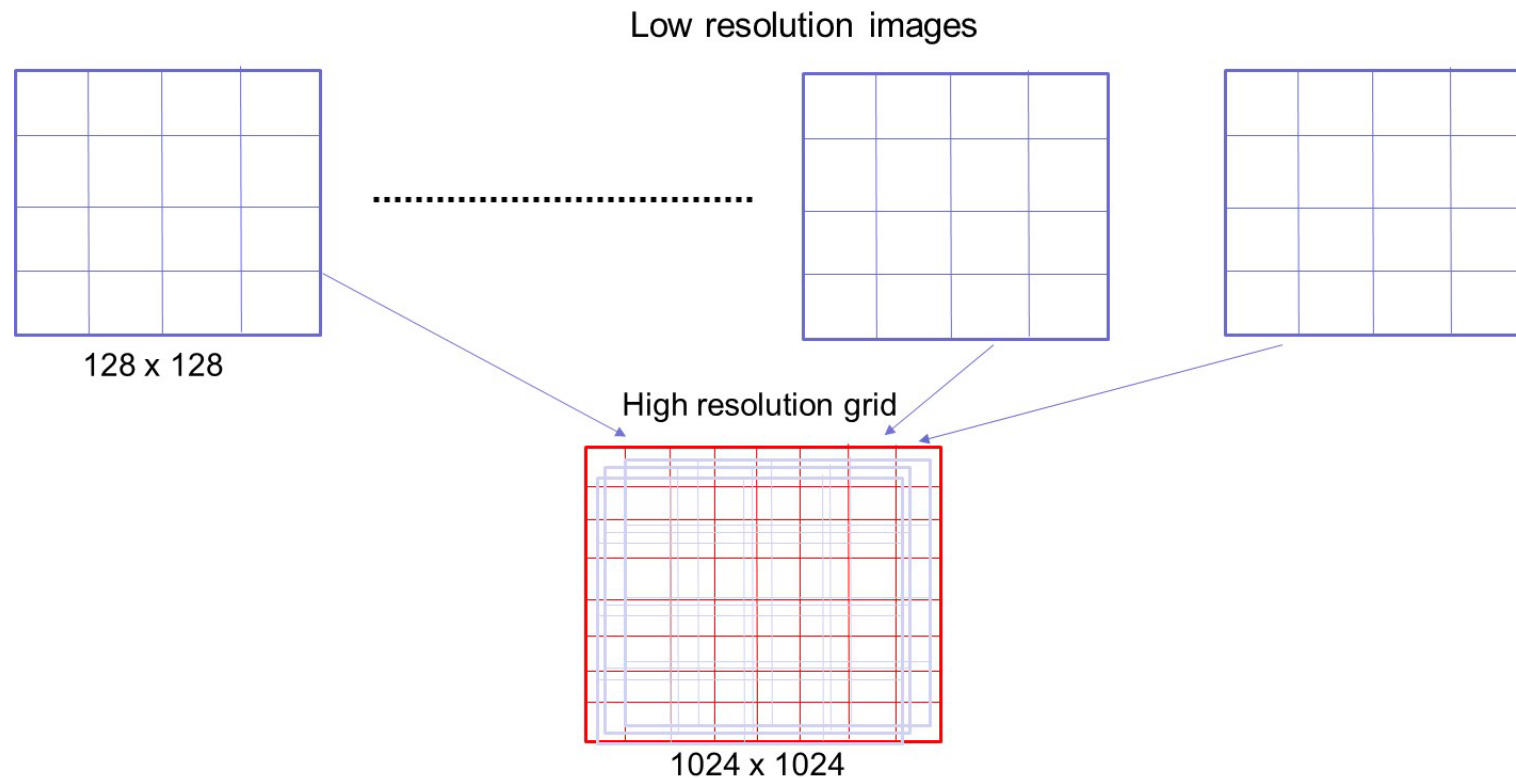 Low resolution images
128 x 128
High resolution grid
1024 x 1024